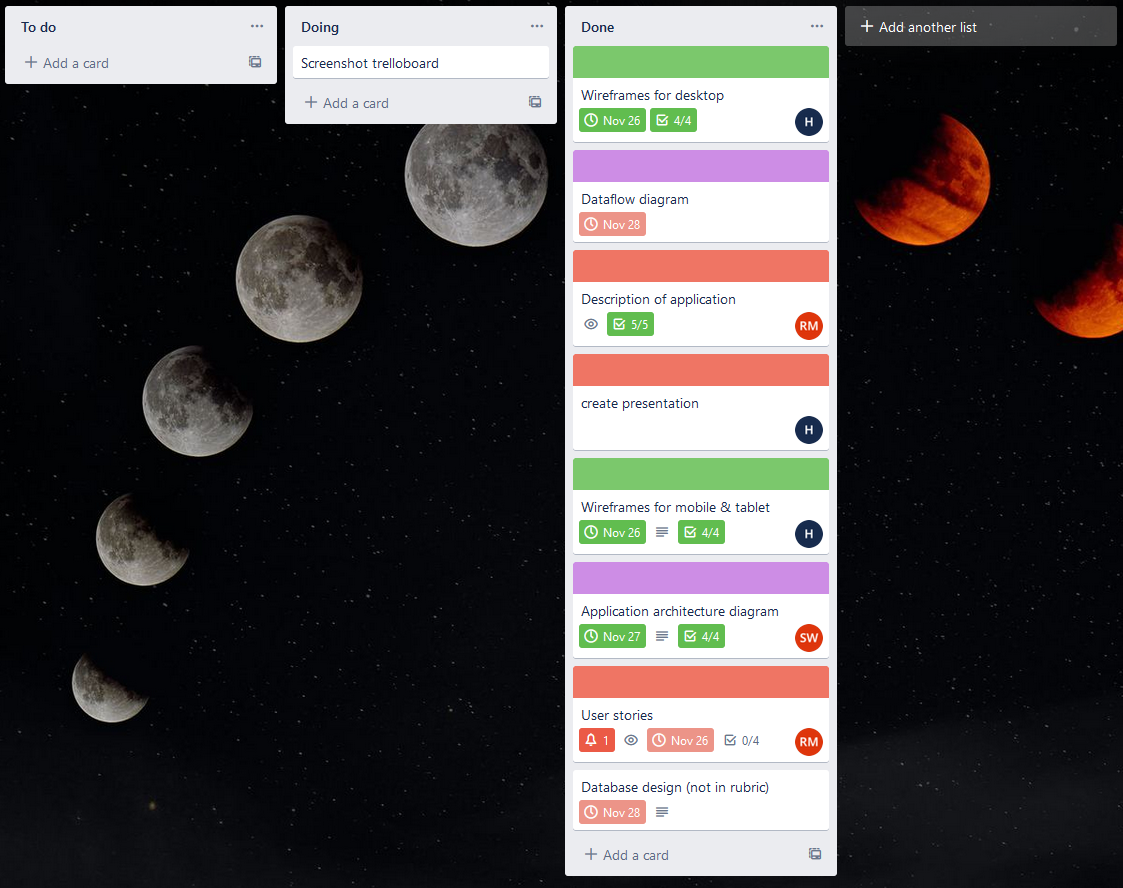 To do
Add a card
Doing
Screenshot trelloboard
Add a card
Done
Wireframes for desktop
Nov 26 4/4 H
Dataflow diagram
Nov 28
Description of application
5/5 RM
create presentation
H
Wireframes for mobile & tablet
Nov 26 4/4 H
Application architecture diagram
Nov 27 4/4 SW
User stories
1 Nov 26 0/4 RM
Database design (not in rubric)
Nov 28
Add a card
Add another list